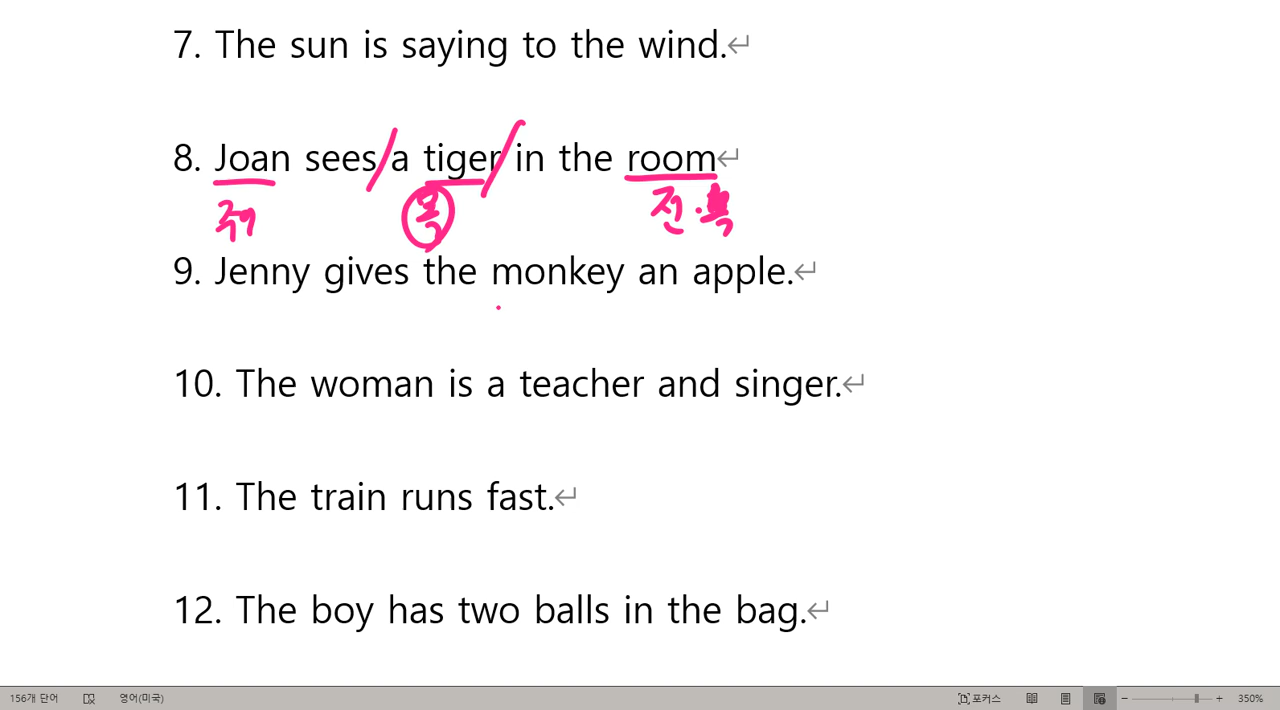 7. The sun is saying to the wind.↵
8. Joan sees/a tiger/in the room↵
주어 목 전·목
9. Jenny gives the monkey an apple.↵
10. The woman is a teacher and singer.↵
11. The train runs fast.↵
12. The boy has two balls in the bag.↵
156개 단어 영어(미국) 포커스 − + 350%